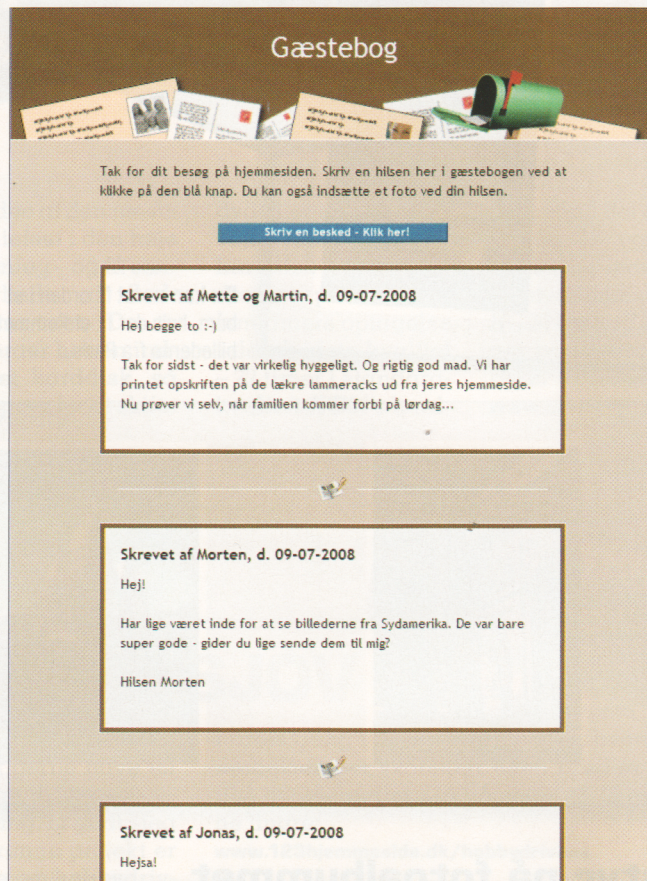 Gæstebog
Tak for dit besøg på hjemmesiden. Skriv en hilsen her i gæstebogen ved at
klikke på den blå knap. Du kan også indsætte et foto ved din hilsen.
Skriv en besked - Klik her!
Skrevet af Mette og Martin, d. 09-07-2008
Hej begge to :-)
Tak for sidst - det var virkelig hyggeligt. Og rigtig god mad. Vi har
printet opskriften på de lækre lammeracks ud fra jeres hjemmeside.
Nu prøver vi selv, når familien kommer forbi på lørdag...
Skrevet af Morten, d. 09-07-2008
Hej!
Har lige været inde for at se billederne fra Sydamerika. De var bare
super gode - gider du lige sende dem til mig?
Hilsen Morten
Skrevet af Jonas, d. 09-07-2008
Hejsa!